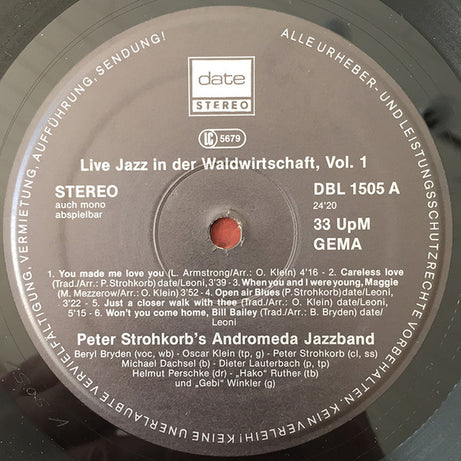 ALLE URHEBER- UND LEISTUNGSSCHUTZRECHTE VORBEHALTEN. KEIN VERLEIH! KEINE UNERLAUBTE VERVIELFÄLTIGUNG, VERMIETUNG, AUFFÜHRUNG, SENDUNG!
date
STEREO
LC 5679
Live Jazz in der Waldwirtschaft, Vol. 1
STEREO
auch mono
abspielbar
DBL 1505 A
24'20
33 UpM
GEMA
1. You made me love you (L. Armstrong/Arr.: O. Klein) 4'16 - 2. Careless love
(Trad./Arr.: P. Strohkorb) date/Leoni, 3'39 - 3. When you and I were young, Maggie
(M. Mezzerow/Arr.: O. Klein) 3'52 - 4. Open air Blues (P. Strohkorb) date/Leoni,
3'22 - 5. Just a closer walk with thee (Trad./Arr.: O. Klein) date/Leoni,
5'15 - 6. Won't you come home, Bill Bailey (Trad./Arr.: B. Bryden) date/
Leoni
Peter Strohkorb's Andromeda Jazzband
Beryl Bryden (voc, wb) - Oscar Klein (tp, g) - Peter Strohkorb (cl, ss)
Michael Dachsel (b) - Dieter Lauterbach (p, tp)
Helmut Perschke (dr) - „Hako" Ruther (tb)
und „Gebi" Winkler (g)